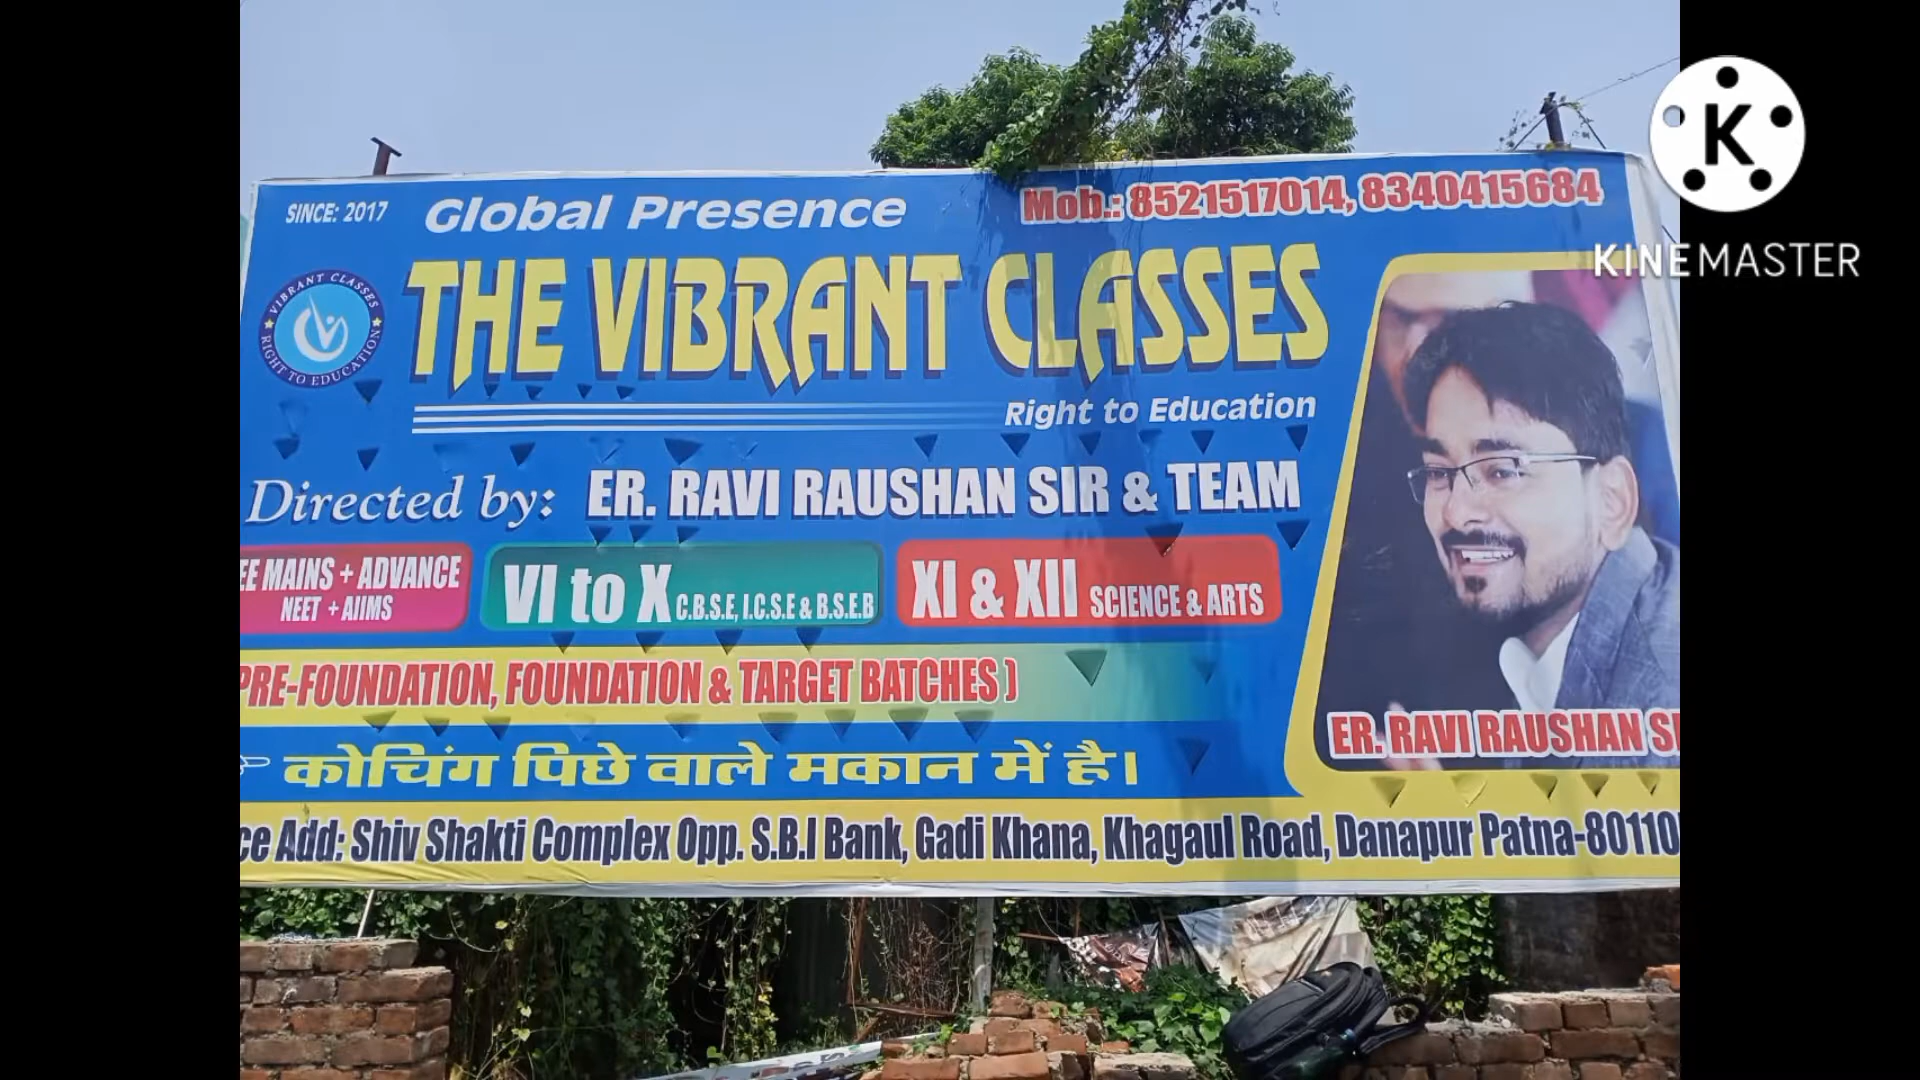 SINCE: 2017
Global Presence
Mob.: 8521517014, 8340415684
VIBRANT CLASSES
RIGHT TO EDUCATION
THE VIBRANT CLASSES
Right to Education
Directed by: ER. RAVI RAUSHAN SIR & TEAM
EE MAINS + ADVANCE
NEET + AIIMS
VI to X C.B.S.E, I.C.S.E & B.S.E.B
XI & XII SCIENCE & ARTS
PRE-FOUNDATION, FOUNDATION & TARGET BATCHES )
ER. RAVI RAUSHAN S
कोचिंग पिछे वाले मकान में है।
ce Add: Shiv Shakti Complex Opp. S.B.I Bank, Gadi Khana, Khagaul Road, Danapur Patna-80110
K
KINEMASTER